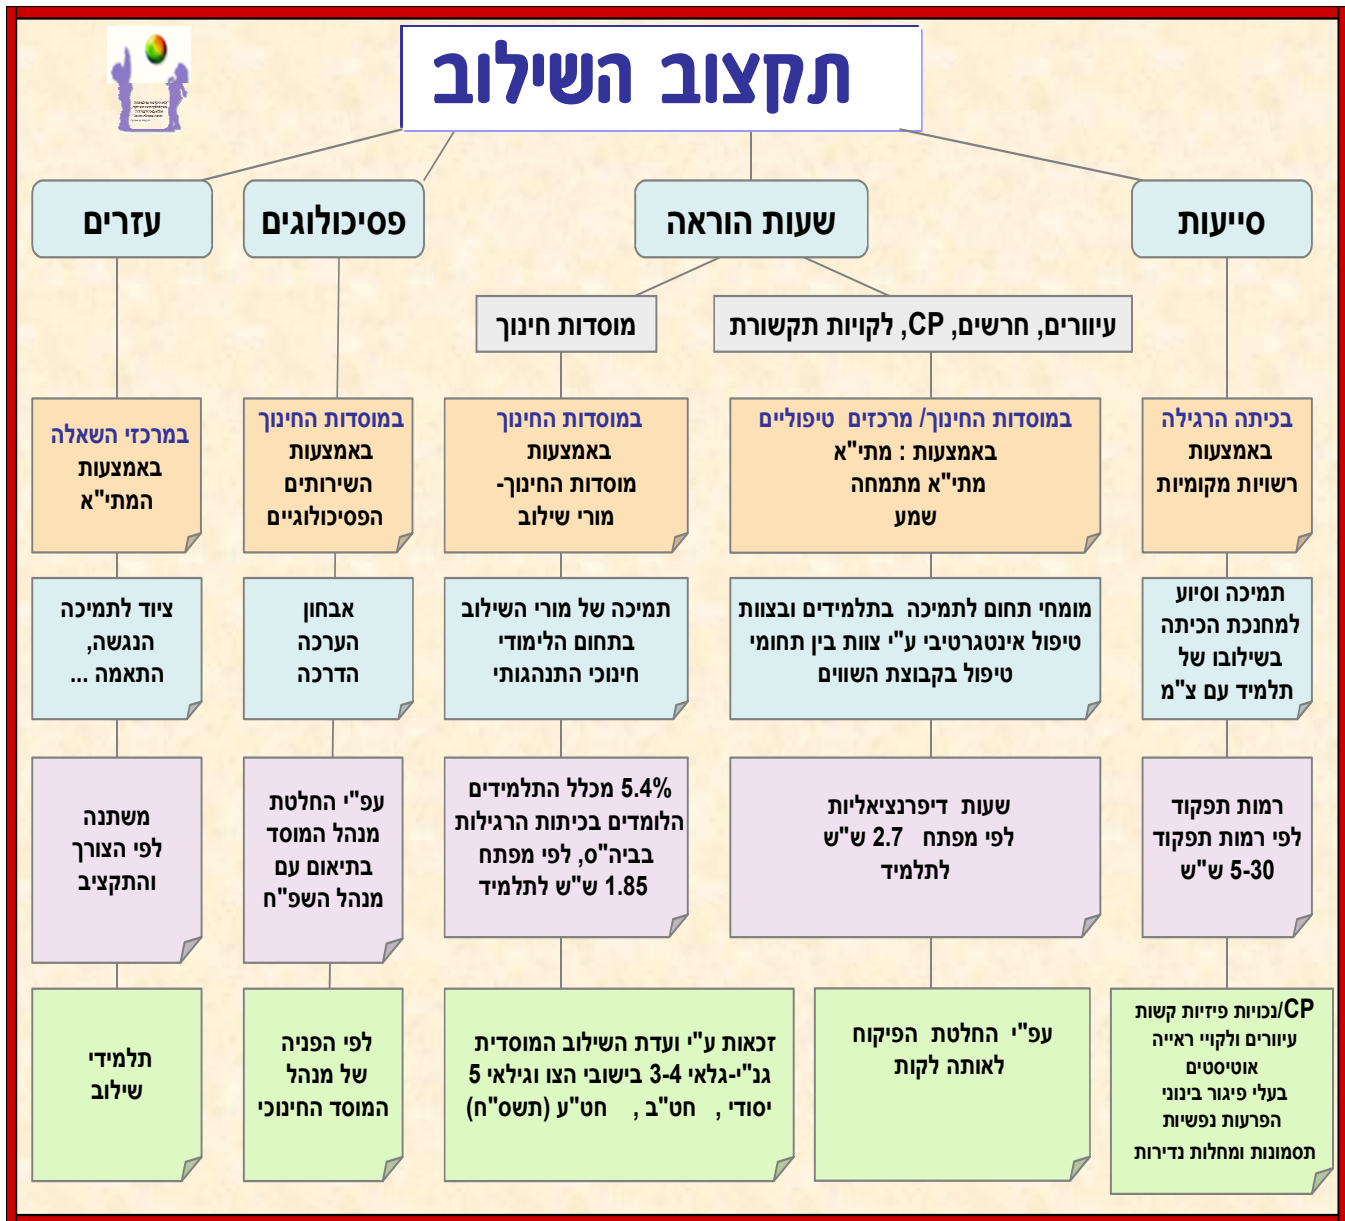 תקצוב השילוב
סייעות
שעות הוראה
פסיכולוגים
עזרים
עיוורים, חרשים, CP, לקויות תקשורת
מוסדות חינוך
בכיתה הרגילה
באמצעות
רשויות מקומיות
במוסדות החינוך/ מרכזים טיפוליים
באמצעות : מתי"א
מתי"א מתמחה
שמע
במוסדות החינוך
באמצעות
מוסדות החינוך-
מורי שילוב
במוסדות החינוך
באמצעות
השירותים
הפסיכולוגיים
במרכזי השאלה
באמצעות
המתי"א
תמיכה וסיוע
למחנכת הכיתה
בשילובו של
תלמיד עם צ"מ
מומחי תחום לתמיכה בתלמידים ובצוות
טיפול אינטגרטיבי ע"י צוות בין תחומי
טיפול בקבוצת השווים
תמיכה של מורי השילוב
בתחום הלימודי
חינוכי התנהגותי
אבחון
הערכה
הדרכה
ציוד לתמיכה
הנגשה,
התאמה ...
רמות תפקוד
לפי רמות תפקוד
5-30 ש"ש
שעות דיפרנציאליות
לפי מפתח 2.7 ש"ש
לתלמיד
5.4% מכלל התלמידים
הלומדים בכיתות הרגילות
בביה"ס, לפי מפתח
1.85 ש"ש לתלמיד
עפ"י החלטת
מנהל המוסד
בתיאום עם
מנהל השפ"ח
משתנה
לפי הצורך
והתקציב
CP/נכויות פיזיות קשות
עיוורים ולקויי ראייה
אוטיסטים
בעלי פיגור בינוני
הפרעות נפשיות
תסמונות ומחלות נדירות
עפ"י החלטת הפיקוח
לאותה לקות
זכאות ע"י ועדת השילוב המוסדית
גנ"י-גלאי 3-4 בישובי הצו וגילאי 5
יסודי , חט"ב , חט"ע (תשס"ח)
לפי הפניה
של מנהל
המוסד החינוכי
תלמידי
שילוב